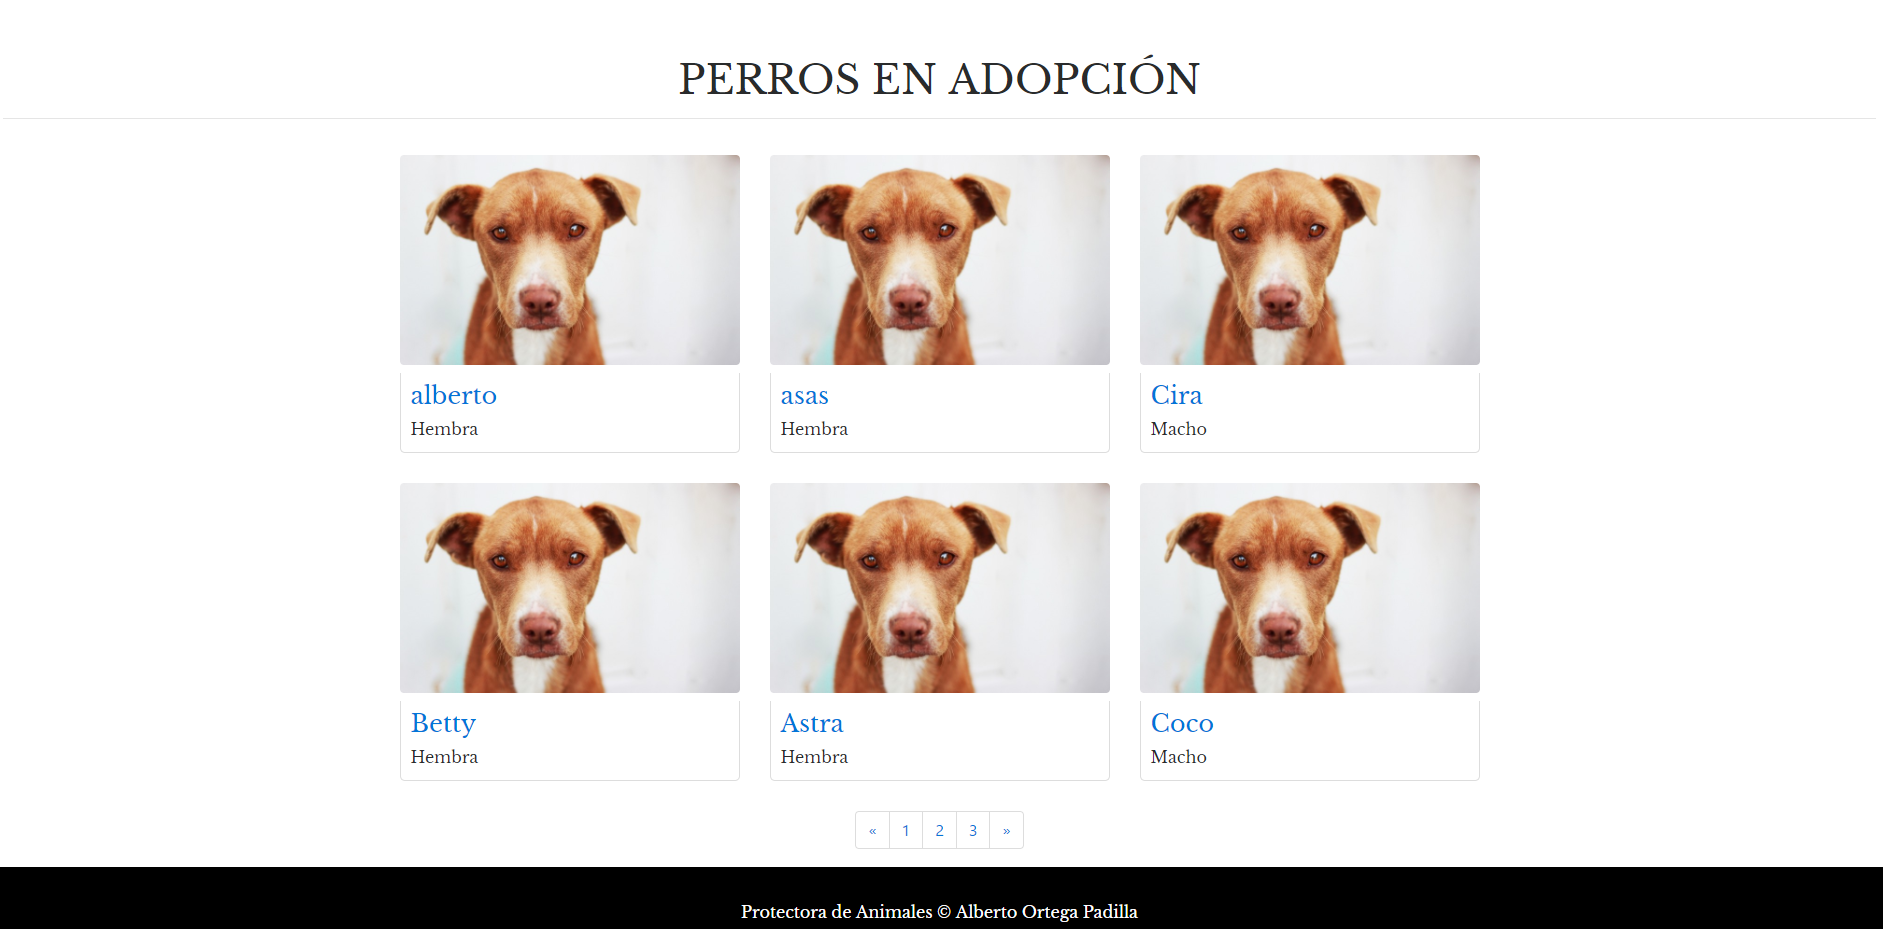 PERROS EN ADOPCIÓN
alberto
Hembra
asas
Hembra
Cira
Macho
Betty
Hembra
Astra
Hembra
Coco
Macho
« 1 2 3 »
Protectora de Animales © Alberto Ortega Padilla